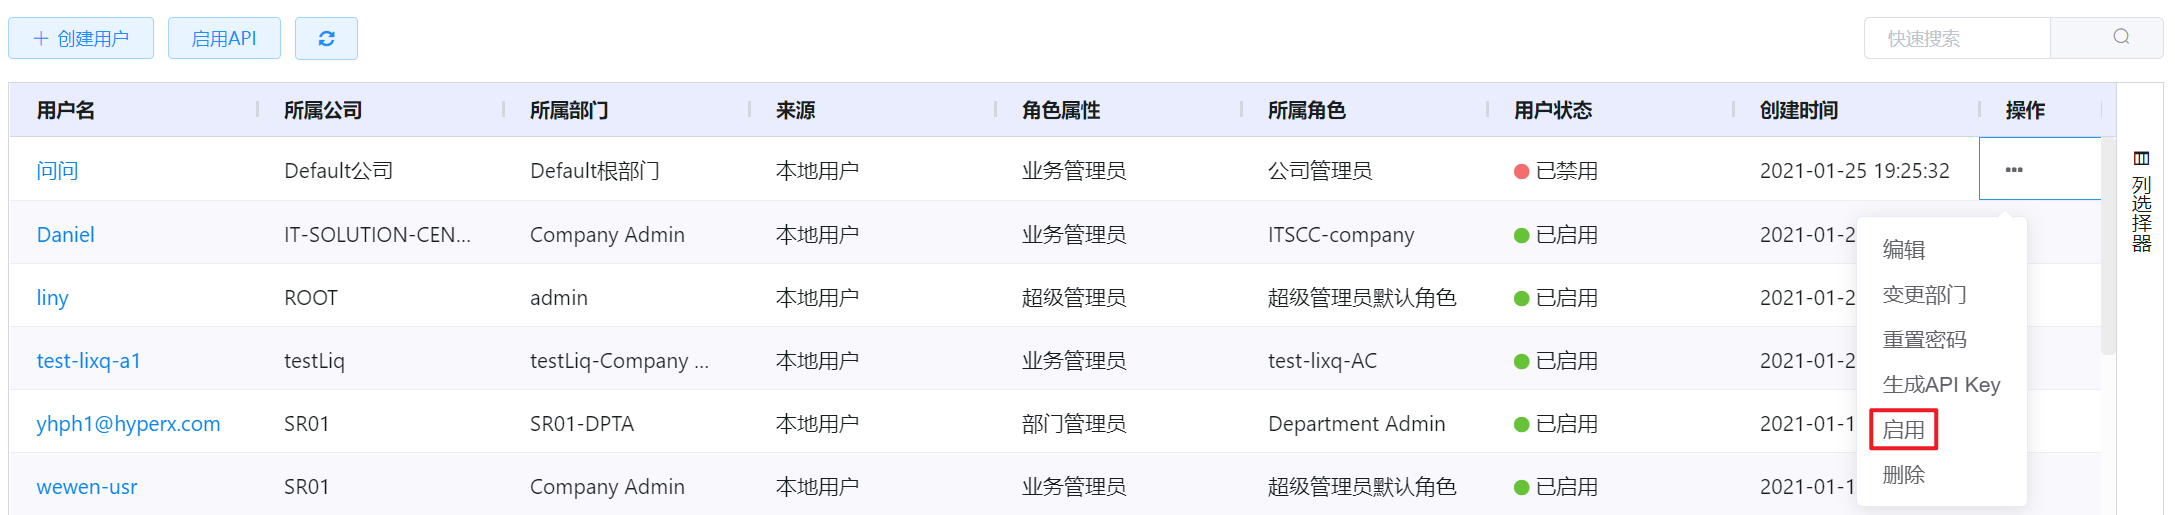 创建用户 启用API 快速搜索
用户名 所属公司 所属部门 来源 角色属性 所属角色 用户状态 创建时间 操作
问问 Default公司 Default根部门 本地用户 业务管理员 公司管理员 已禁用 2021-01-25 19:25:32 •••
Daniel IT-SOLUTION-CEN... Company Admin 本地用户 业务管理员 ITSCC-company 已启用 2021-01-2
liny ROOT admin 本地用户 超级管理员 超级管理员默认角色 已启用 2021-01-2
test-lixq-a1 testLiq testLiq-Company ... 本地用户 业务管理员 test-lixq-AC 已启用 2021-01-2
yhph1@hyperx.com SR01 SR01-DPTA 本地用户 部门管理员 Department Admin 已启用 2021-01-1
wewen-usr SR01 Company Admin 本地用户 业务管理员 超级管理员默认角色 已启用 2021-01-1
编辑
变更部门
重置密码
生成API Key
启用
删除
列选择器